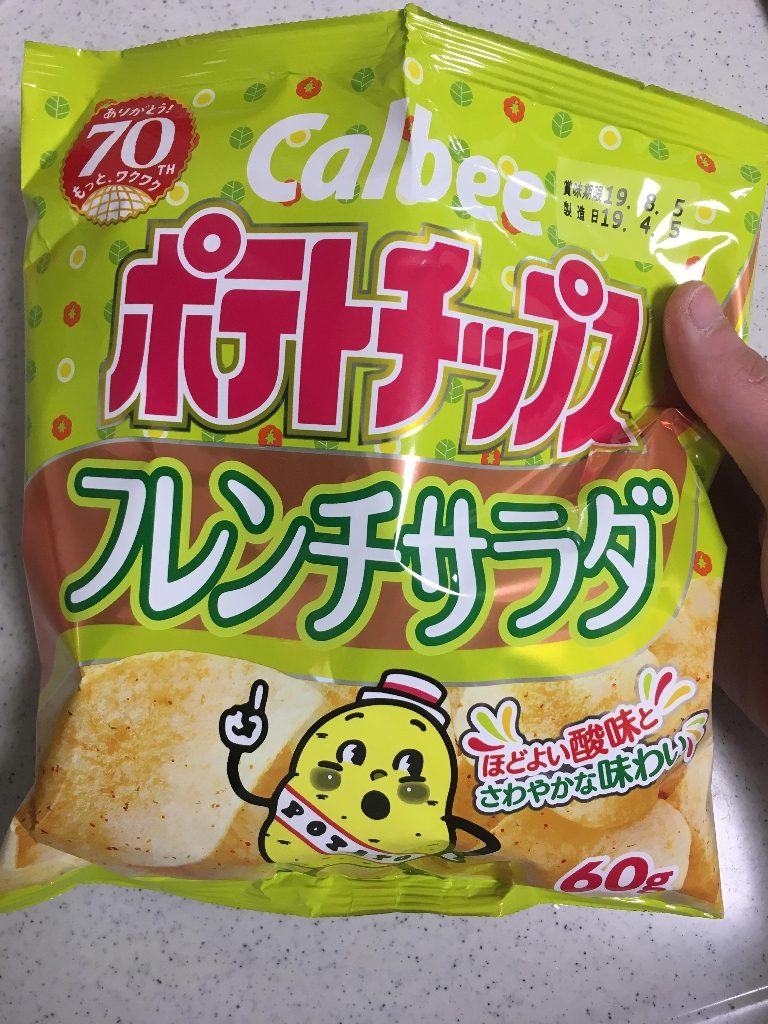 ありがとう!
70TH
もっと、ワクワク
Calbee
賞味期限19. 8. 5
製造日19. 4. 5
ポテトチップス
フレンチサラダ
ほどよい酸味と
さわやかな味わい
POTATO
60g